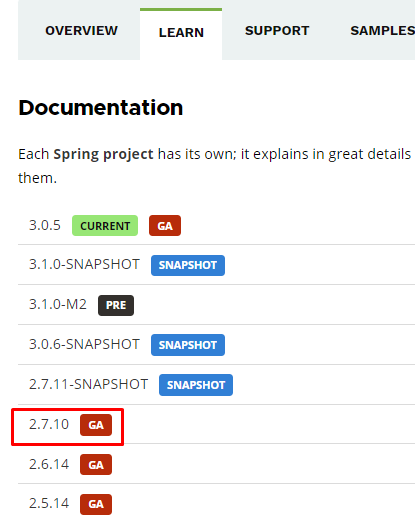 OVERVIEW LEARN SUPPORT SAMPLES
Documentation
Each Spring project has its own; it explains in great details
them.
3.0.5 CURRENT GA
3.1.0-SNAPSHOT SNAPSHOT
3.1.0-M2 PRE
3.0.6-SNAPSHOT SNAPSHOT
2.7.11-SNAPSHOT SNAPSHOT
2.7.10 GA
2.6.14 GA
2.5.14 GA